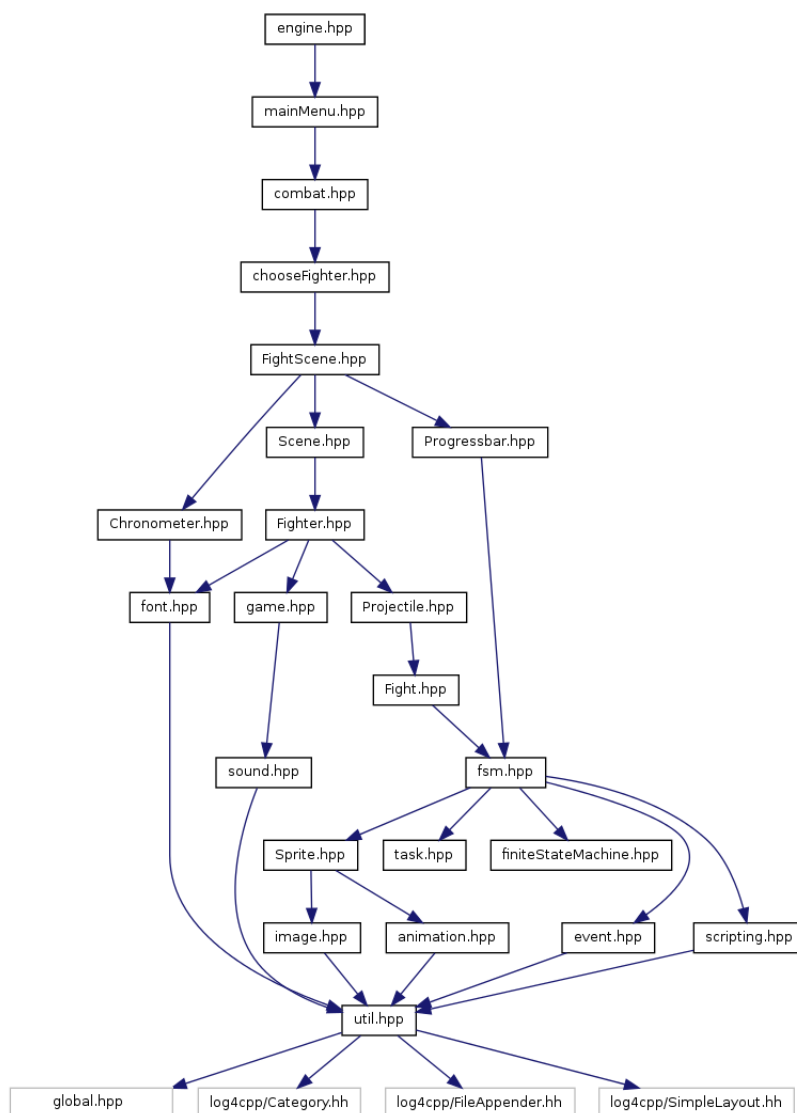 engine.hpp
mainMenu.hpp
combat.hpp
chooseFighter.hpp
FightScene.hpp
Scene.hpp
Progressbar.hpp
Chronometer.hpp
Fighter.hpp
font.hpp
game.hpp
Projectile.hpp
Fight.hpp
sound.hpp
fsm.hpp
Sprite.hpp
task.hpp
finiteStateMachine.hpp
image.hpp
animation.hpp
event.hpp
scripting.hpp
util.hpp
global.hpp
log4cpp/Category.hh
log4cpp/FileAppender.hh
log4cpp/SimpleLayout.hh